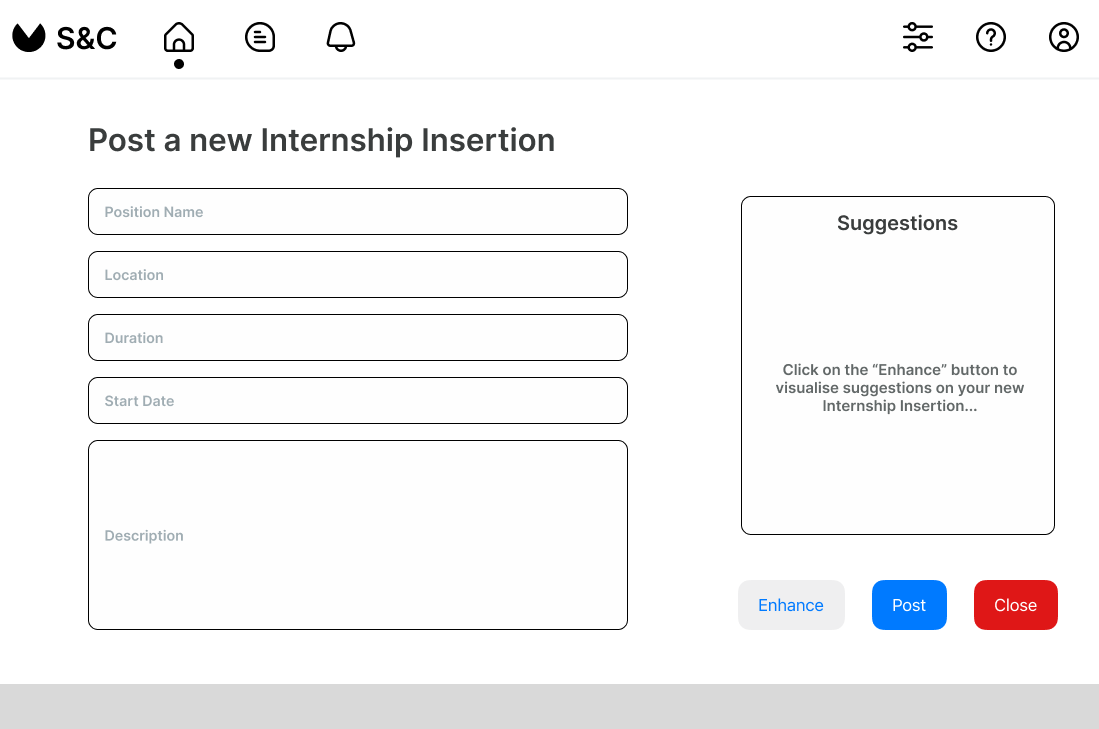 S&C
Post a new Internship Insertion
Position Name
Location
Duration
Start Date
Description
Suggestions
Click on the “Enhance” button to
visualise suggestions on your new
Internship Insertion...
Enhance
Post
Close